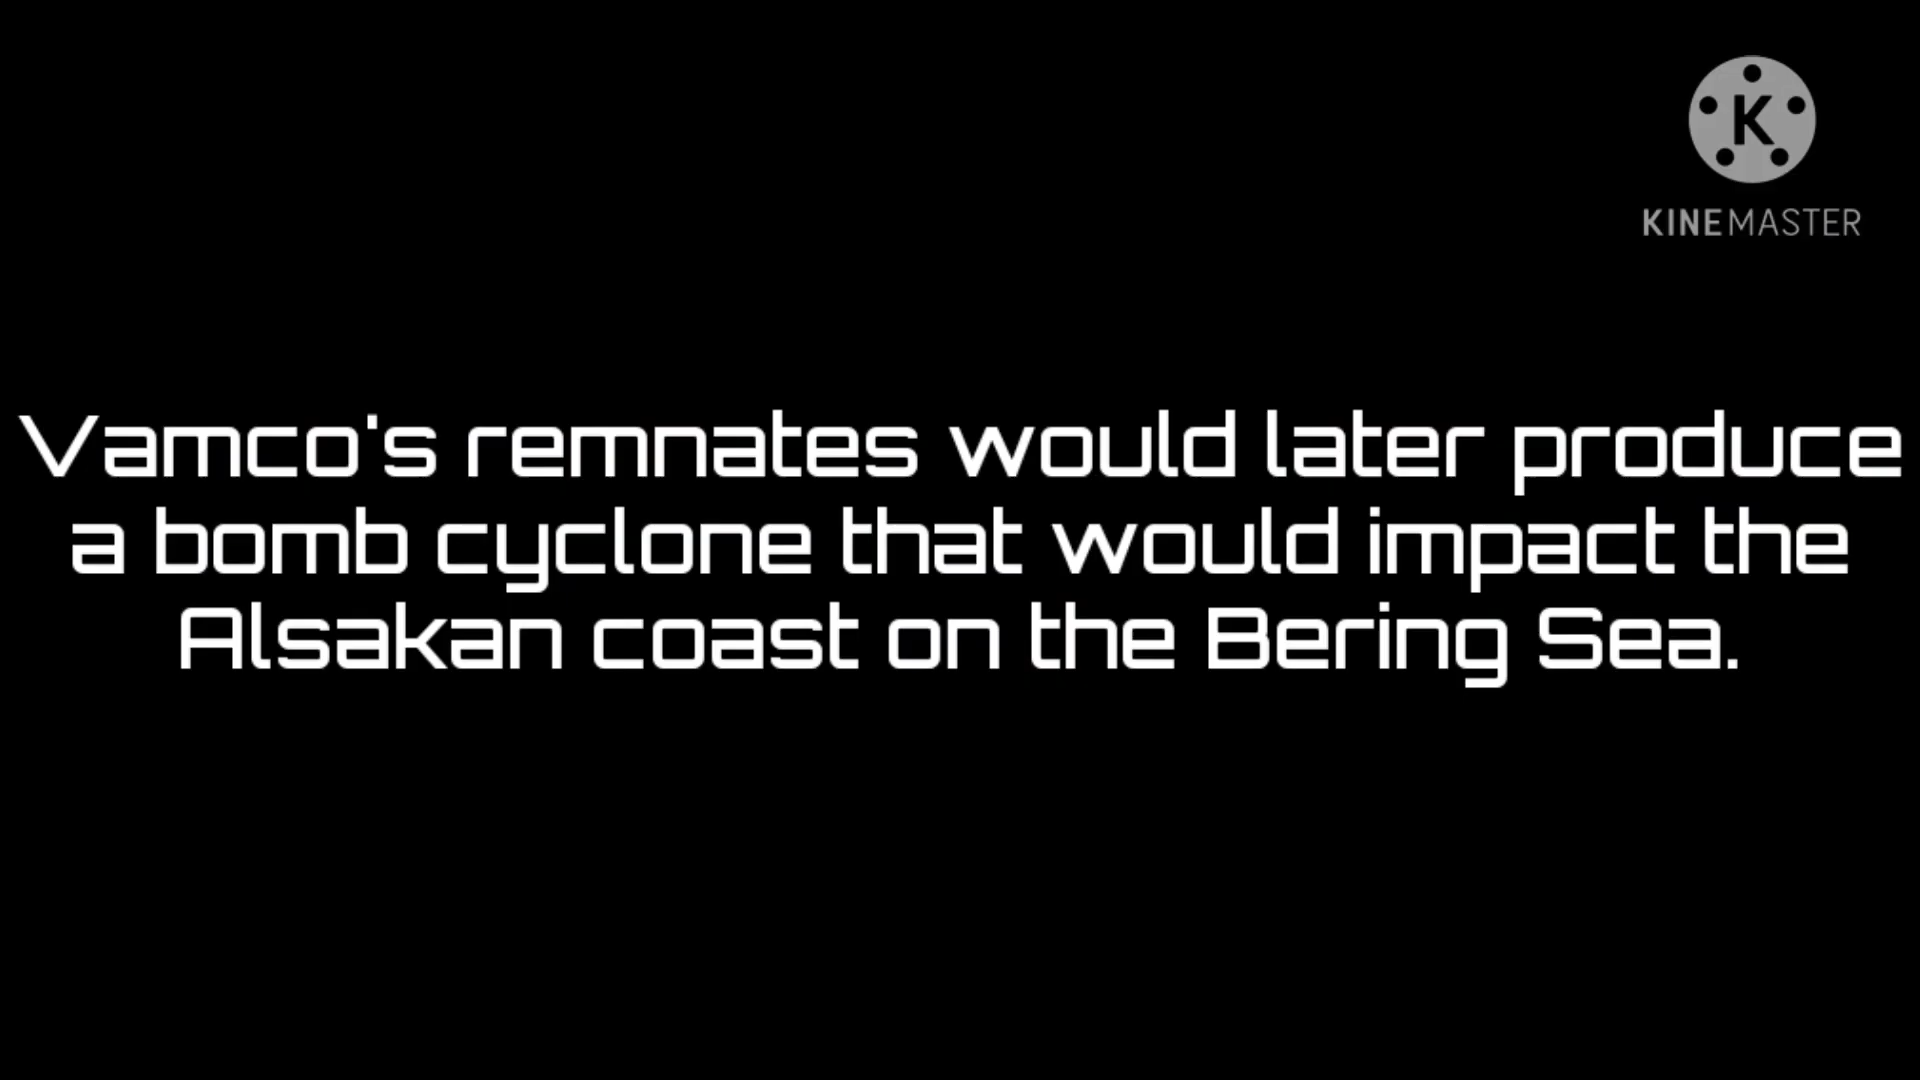 K
KINEMASTER
Vamco's remnates would later produce
a bomb cyclone that would impact the
Alsakan coast on the Bering Sea.